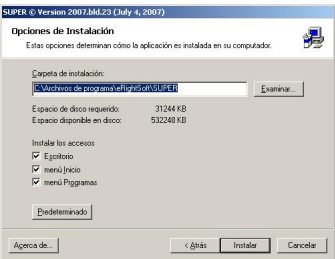 SUPER © Version 2007.bld.23 (July 4, 2007)
Opciones de Instalación
Estas opciones determinan cómo la aplicación es instalada en su computador.
Carpeta de instalación:
C:\Archivos de programa\eRightSoft\SUPER
Examinar...
Espacio de disco requerido: 31244 KB
Espacio disponible en disco: 532248 KB
Instalar los accesos
Escritorio
menú Inicio
menú Programas
Predeterminado
Agerca de...
< Atrás
Instalar
Cancelar